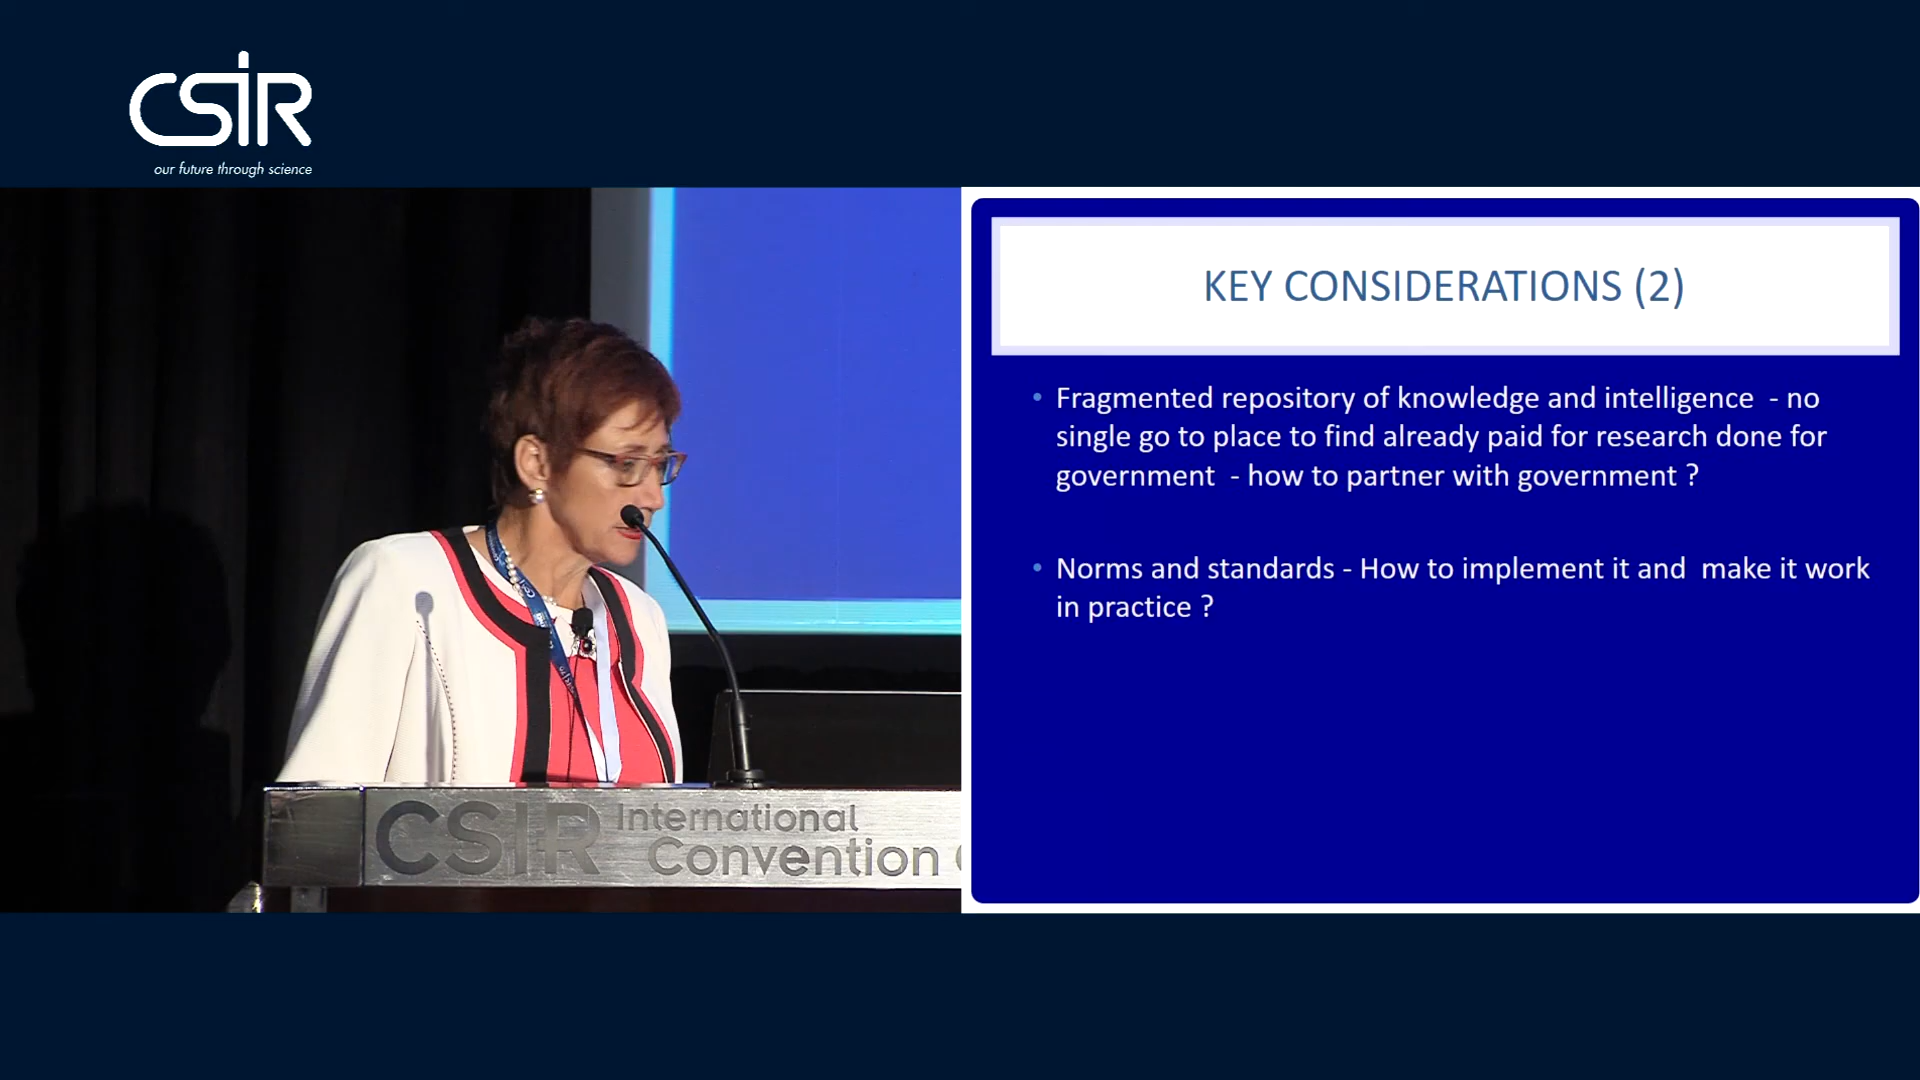 CSIR
our future through science
KEY CONSIDERATIONS (2)
• Fragmented repository of knowledge and intelligence - no
single go to place to find already paid for research done for
government - how to partner with government ?
• Norms and standards - How to implement it and make it work
in practice ?
CSIR International
Convention